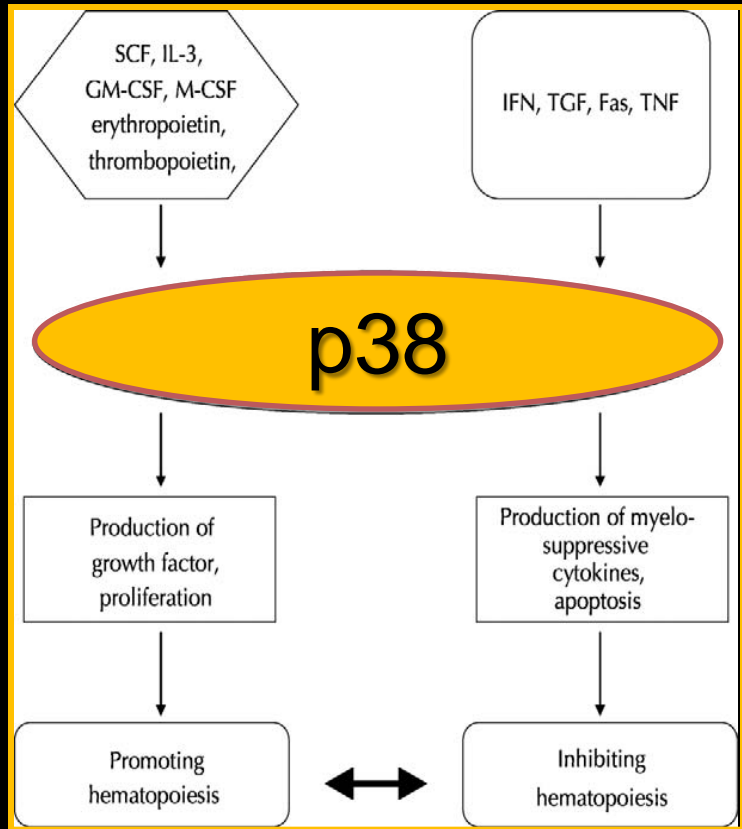 SCF, IL-3,
GM-CSF, M-CSF
erythropoietin,
thrombopoietin,
IFN, TGF, Fas, TNF
p38
Production of
growth factor,
proliferation
Production of myelo-
suppressive
cytokines,
apoptosis
Promoting
hematopoiesis
Inhibiting
hematopoiesis